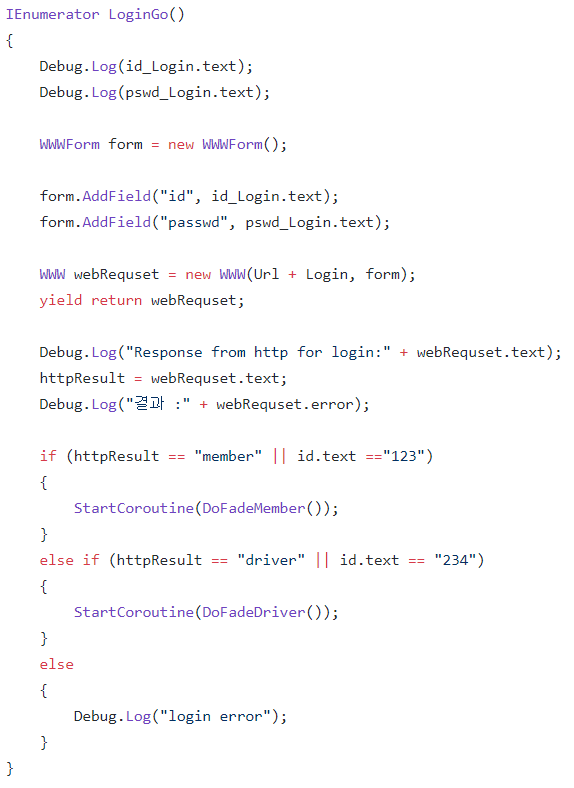 IEnumerator LoginGo()
{
    Debug.Log(id_Login.text);
    Debug.Log(pswd_Login.text);

    WWWForm form = new WWWForm();

    form.AddField("id", id_Login.text);
    form.AddField("passwd", pswd_Login.text);

    WWW webRequset = new WWW(Url + Login, form);
    yield return webRequset;

    Debug.Log("Response from http for login:" + webRequset.text);
    httpResult = webRequset.text;
    Debug.Log("결과 :" + webRequset.error);

    if (httpResult == "member" || id.text =="123")
    {
        StartCoroutine(DoFadeMember());
    }
    else if (httpResult == "driver" || id.text == "234")
    {
        StartCoroutine(DoFadeDriver());
    }
    else
    {
        Debug.Log("login error");
    }
}